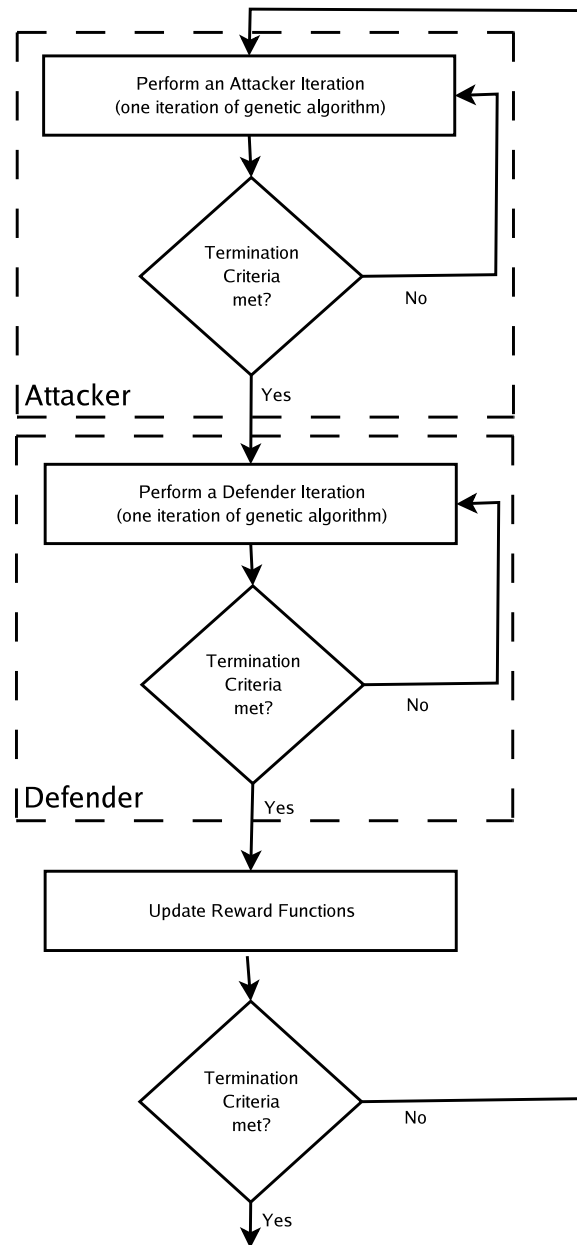 Perform an Attacker Iteration
(one iteration of genetic algorithm)
Termination
Criteria
met?
No
Attacker
Yes
Perform a Defender Iteration
(one iteration of genetic algorithm)
Termination
Criteria
met?
No
Defender
Yes
Update Reward Functions
Termination
Criteria
met?
No
Yes